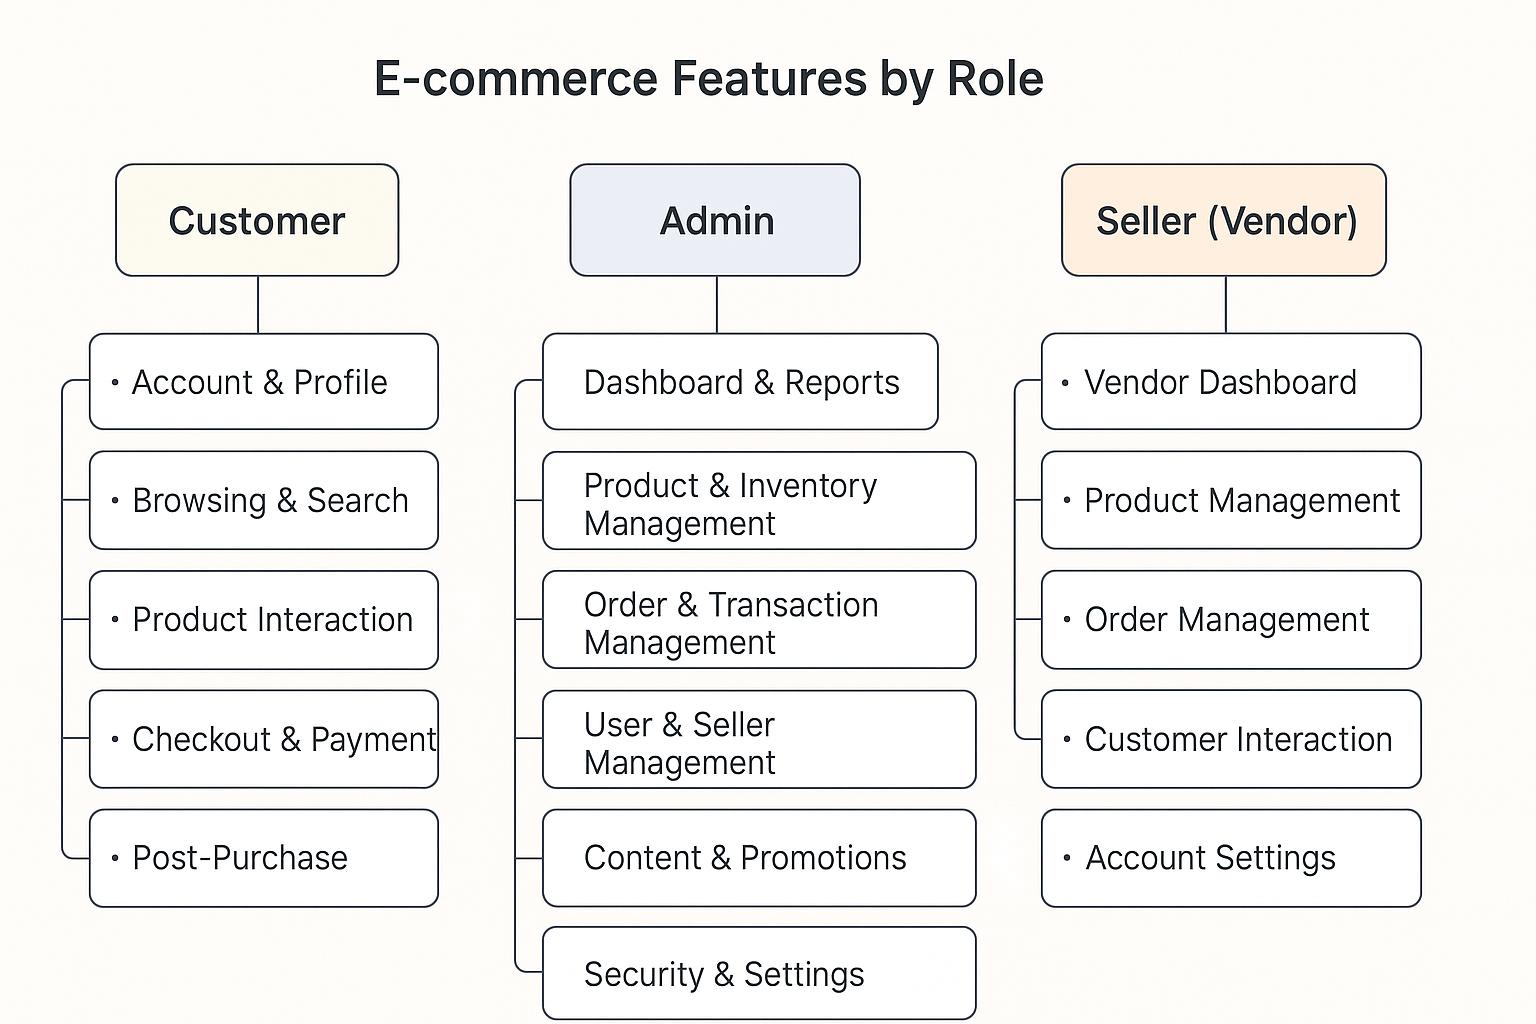 E-commerce Features by Role
Customer
• Account & Profile
• Browsing & Search
• Product Interaction
• Checkout & Payment
• Post-Purchase
Admin
Dashboard & Reports
Product & Inventory
Management
Order & Transaction
Management
User & Seller
Management
Content & Promotions
Security & Settings
Seller (Vendor)
• Vendor Dashboard
• Product Management
• Order Management
• Customer Interaction
• Account Settings